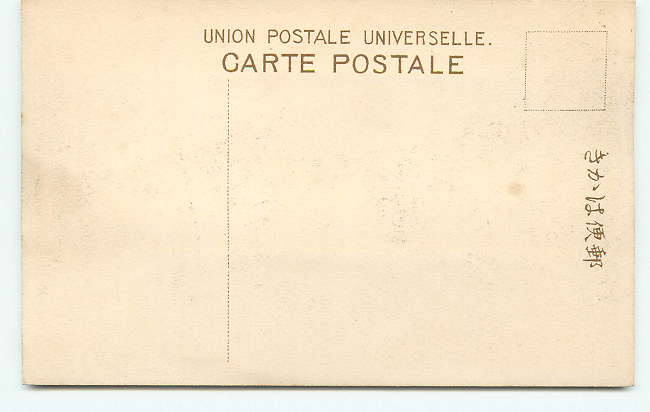 UNION POSTALE UNIVERSELLE.
CARTE POSTALE
郵便はかき